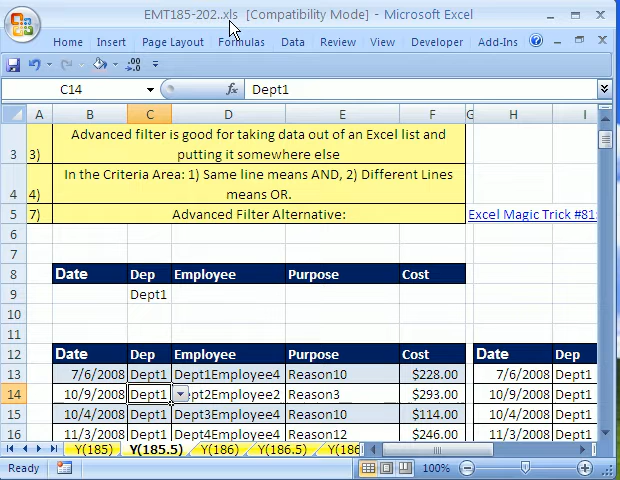 EMT185-202..xls [Compatibility Mode] - Microsoft Excel
Home Insert Page Layout Formulas Data Review View Developer Add-Ins
C14 fx Dept1
A B C D E F G H I
3 3) Advanced filter is good for taking data out of an Excel list and
putting it somewhere else
4 4) In the Criteria Area: 1) Same line means AND, 2) Different Lines
means OR.
5 7) Advanced Filter Alternative: Excel Magic Trick #81:
6
7
8 Date Dep Employee Purpose Cost
9 Dept1
10
11
12 Date Dep Employee Purpose Cost Date Dep
13 7/6/2008 Dept1 Dept1Employee4 Reason10 $228.00 7/6/2008 Dept1
14 10/9/2008 Dept1 ept2Employee2 Reason3 $293.00 10/9/2008 Dept1
15 10/4/2008 Dept1 Dept3Employee4 Reason10 $114.00 10/4/2008 Dept1
16 11/3/2008 Dept1 Dept4Employee4 Reason12 $246.00 11/3/2008 Dept1
Y(185) Y(185.5) Y(186) Y(186.5) Y(186
Ready 100%